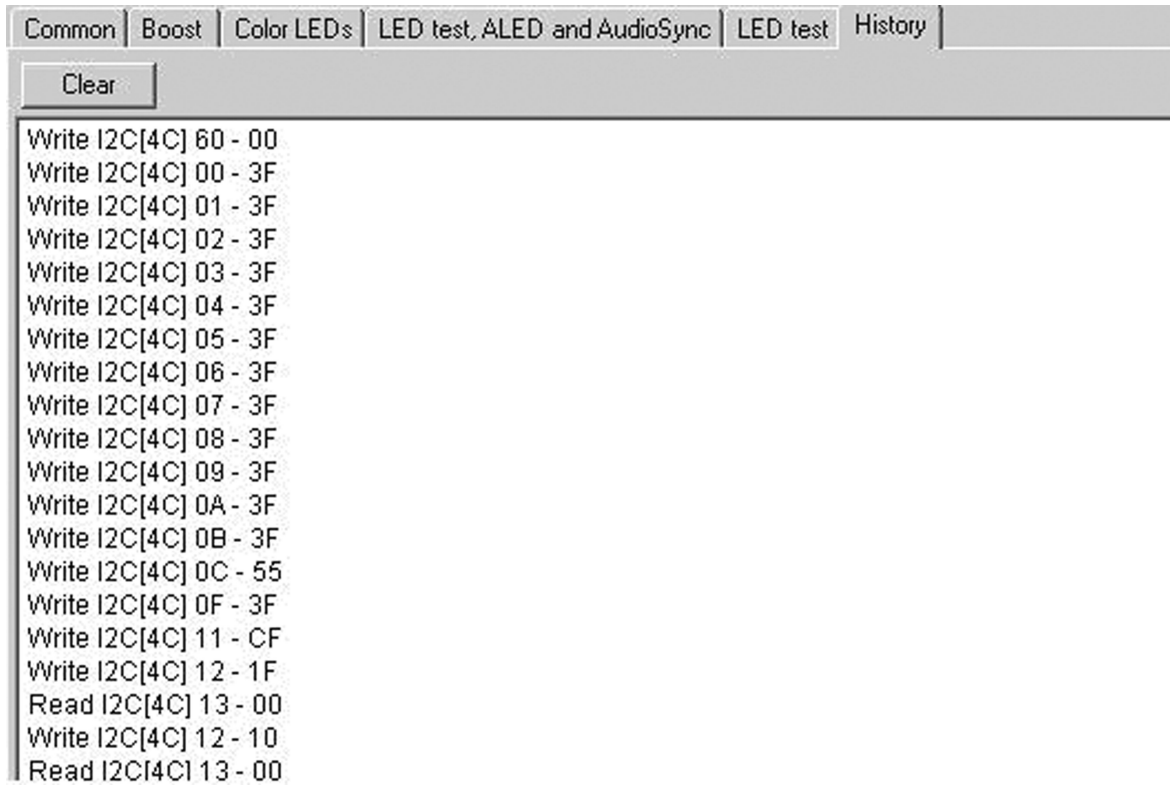 Common Boost Color LEDs LED test, ALED and AudioSync LED test History
Clear
Write I2C[4C] 60 - 00
Write I2C[4C] 00 - 3F
Write I2C[4C] 01 - 3F
Write I2C[4C] 02 - 3F
Write I2C[4C] 03 - 3F
Write I2C[4C] 04 - 3F
Write I2C[4C] 05 - 3F
Write I2C[4C] 06 - 3F
Write I2C[4C] 07 - 3F
Write I2C[4C] 08 - 3F
Write I2C[4C] 09 - 3F
Write I2C[4C] 0A - 3F
Write I2C[4C] 0B - 3F
Write I2C[4C] 0C - 55
Write I2C[4C] 0F - 3F
Write I2C[4C] 11 - CF
Write I2C[4C] 12 - 1F
Read I2C[4C] 13 - 00
Write I2C[4C] 12 - 10
Read I2C[4C] 13 - 00